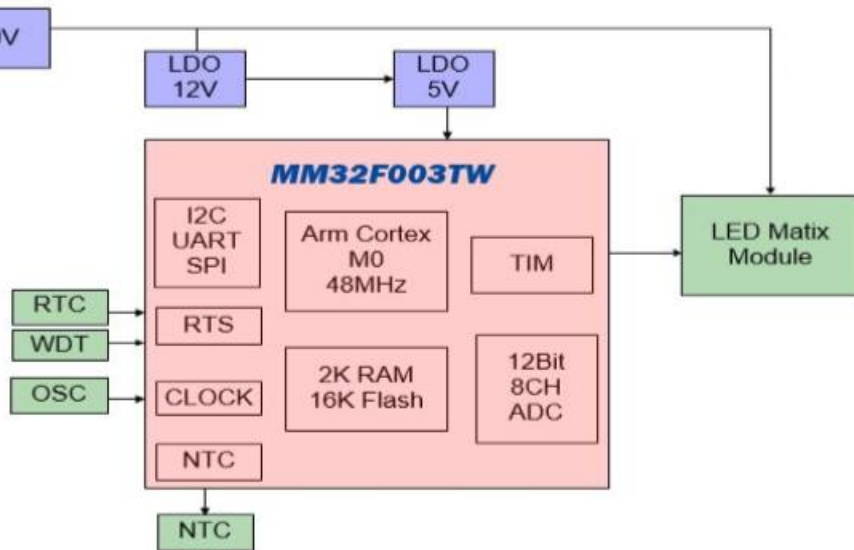 LDO
12V
LDO
5V
MM32F003TW
I2C
UART
SPI
Arm Cortex
M0
48MHz
TIM
LED Matix
Module
RTC
WDT
RTS
OSC
CLOCK
2K RAM
16K Flash
12Bit
8CH
ADC
NTC
NTC